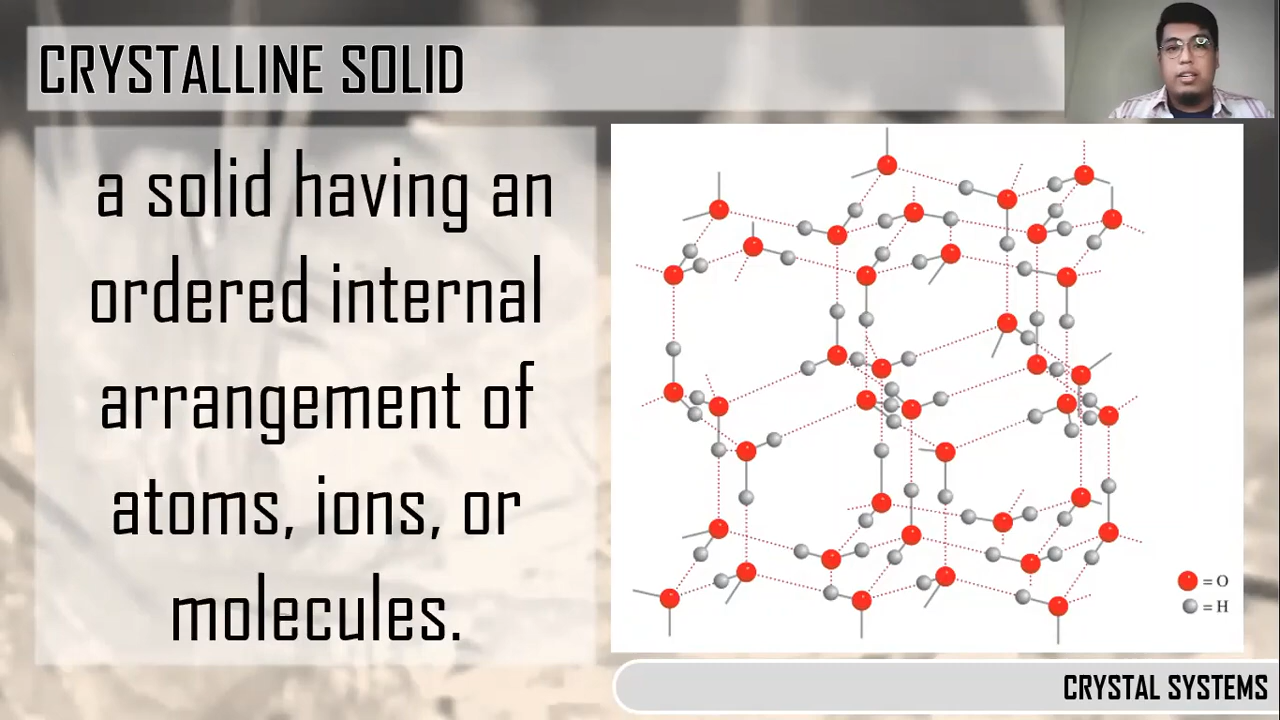 CRYSTALLINE SOLID
a solid having an
ordered internal
arrangement of
atoms, ions, or
molecules.
= O
= H
CRYSTAL SYSTEMS